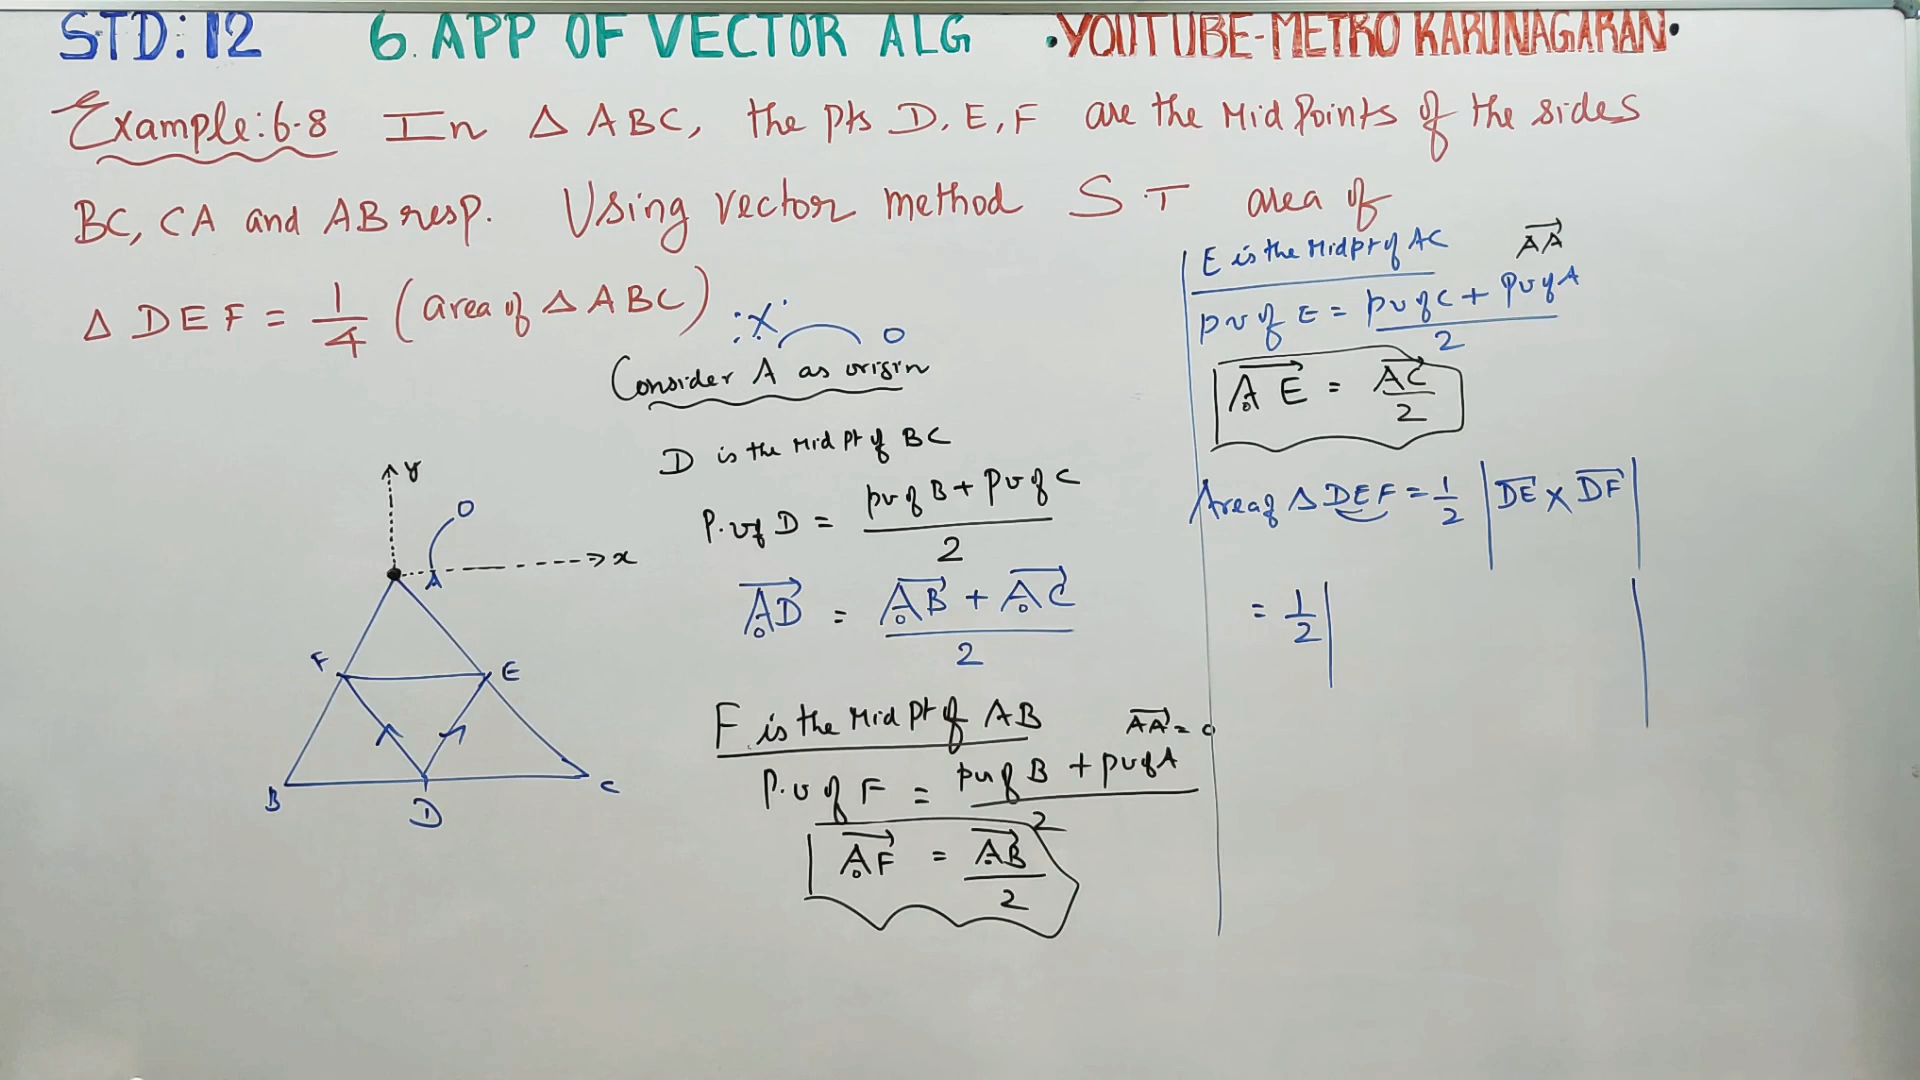 STD: 12 6. APP OF VECTOR ALG •YOUTUBE-METRO KARUNAGARAN•
Example: 6.8 In Δ ABC, the pts D, E, F are the Mid Points of the sides
BC, CA and AB resp. Using vector method S.T area of
Δ DEF = 1/4 (area of Δ ABC)
Consider A as origin O
D is the Mid Pt of BC
P.v of D = (pv of B + Pv of C)/2
AD→ = (AB→ + AC→)/2
F is the Mid Pt of AB AA→ = 0
P.v of F = (pv of B + pv of A)/2
AF→ = AB→/2
E is the Midpt of AC AA→
pv of E = (pv of C + pv of A)/2
AE→ = AC→/2
Area of Δ DEF = 1/2 |DE→ × DF→|
= 1/2 | |
y
O
A
x
F
E
B
D
C